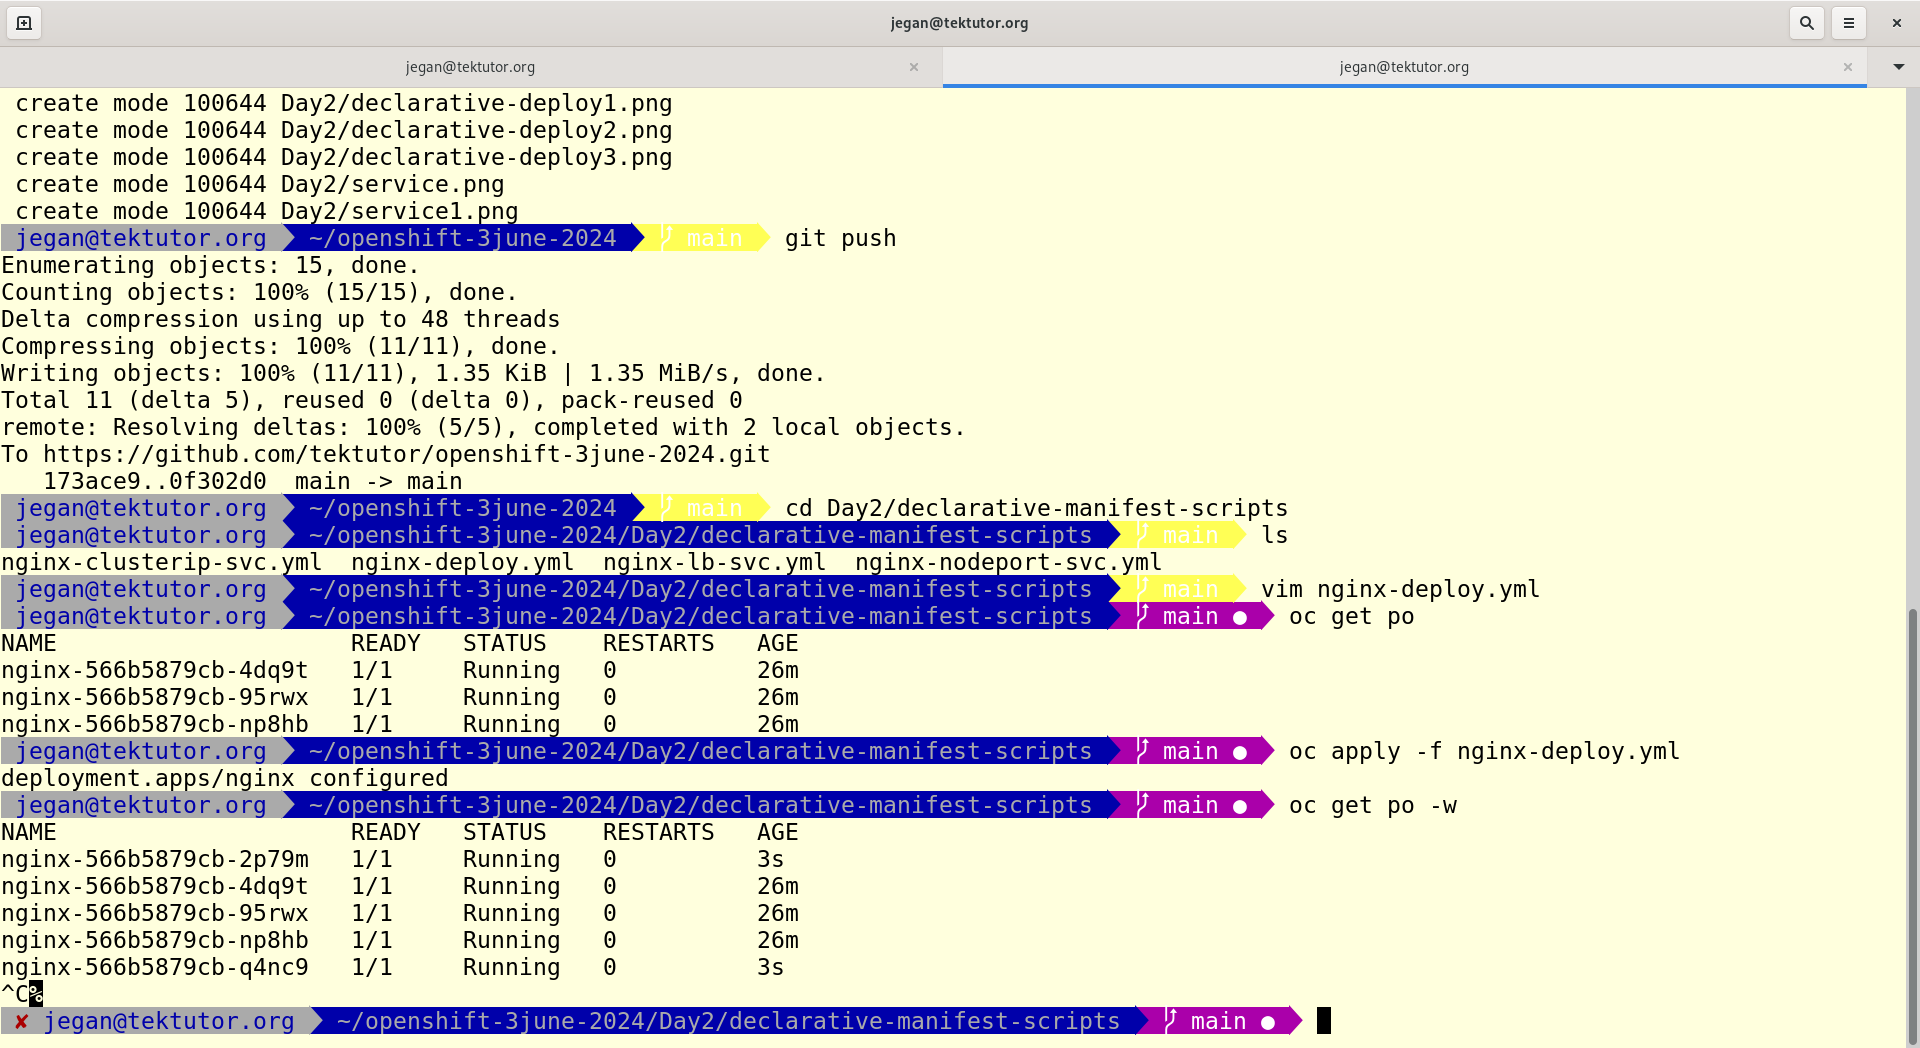 jegan@tektutor.org
jegan@tektutor.org
jegan@tektutor.org
create mode 100644 Day2/declarative-deploy1.png
create mode 100644 Day2/declarative-deploy2.png
create mode 100644 Day2/declarative-deploy3.png
create mode 100644 Day2/service.png
create mode 100644 Day2/service1.png
jegan@tektutor.org ~/openshift-3june-2024 main git push
Enumerating objects: 15, done.
Counting objects: 100% (15/15), done.
Delta compression using up to 48 threads
Compressing objects: 100% (11/11), done.
Writing objects: 100% (11/11), 1.35 KiB | 1.35 MiB/s, done.
Total 11 (delta 5), reused 0 (delta 0), pack-reused 0
remote: Resolving deltas: 100% (5/5), completed with 2 local objects.
To https://github.com/tektutor/openshift-3june-2024.git
   173ace9..0f302d0  main -> main
jegan@tektutor.org ~/openshift-3june-2024 main cd Day2/declarative-manifest-scripts
jegan@tektutor.org ~/openshift-3june-2024/Day2/declarative-manifest-scripts main ls
nginx-clusterip-svc.yml  nginx-deploy.yml  nginx-lb-svc.yml  nginx-nodeport-svc.yml
jegan@tektutor.org ~/openshift-3june-2024/Day2/declarative-manifest-scripts main vim nginx-deploy.yml
jegan@tektutor.org ~/openshift-3june-2024/Day2/declarative-manifest-scripts main ● oc get po
NAME                     READY   STATUS    RESTARTS   AGE
nginx-566b5879cb-4dq9t   1/1     Running   0          26m
nginx-566b5879cb-95rwx   1/1     Running   0          26m
nginx-566b5879cb-np8hb   1/1     Running   0          26m
jegan@tektutor.org ~/openshift-3june-2024/Day2/declarative-manifest-scripts main ● oc apply -f nginx-deploy.yml
deployment.apps/nginx configured
jegan@tektutor.org ~/openshift-3june-2024/Day2/declarative-manifest-scripts main ● oc get po -w
NAME                     READY   STATUS    RESTARTS   AGE
nginx-566b5879cb-2p79m   1/1     Running   0          3s
nginx-566b5879cb-4dq9t   1/1     Running   0          26m
nginx-566b5879cb-95rwx   1/1     Running   0          26m
nginx-566b5879cb-np8hb   1/1     Running   0          26m
nginx-566b5879cb-q4nc9   1/1     Running   0          3s
^C%
✘ jegan@tektutor.org ~/openshift-3june-2024/Day2/declarative-manifest-scripts main ●